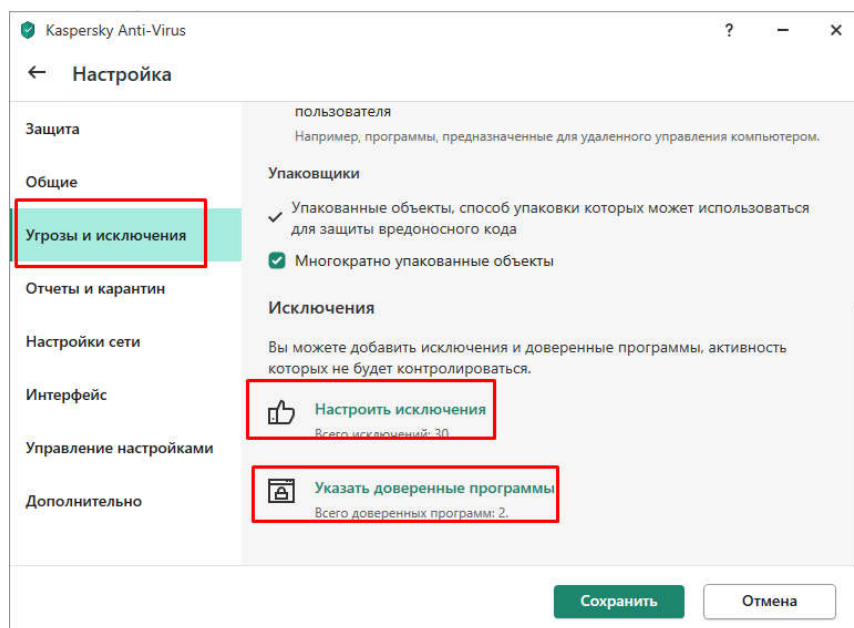 Kaspersky Anti-Virus
?
Настройка
Защита
Общие
Угрозы и исключения
Отчеты и карантин
Настройки сети
Интерфейс
Управление настройками
Дополнительно
пользователя
Например, программы, предназначенные для удаленного управления компьютером.
Упаковщики
Упакованные объекты, способ упаковки которых может использоваться
для защиты вредоносного кода
Многократно упакованные объекты
Исключения
Вы можете добавить исключения и доверенные программы, активность
которых не будет контролироваться.
Настроить исключения
Всего исключений: 30.
Указать доверенные программы
Всего доверенных программ: 2.
Сохранить
Отмена